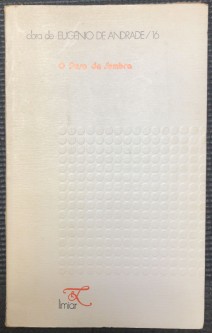 obra de EUGÉNIO DE ANDRADE/16
O Peso da Sombra
limiar